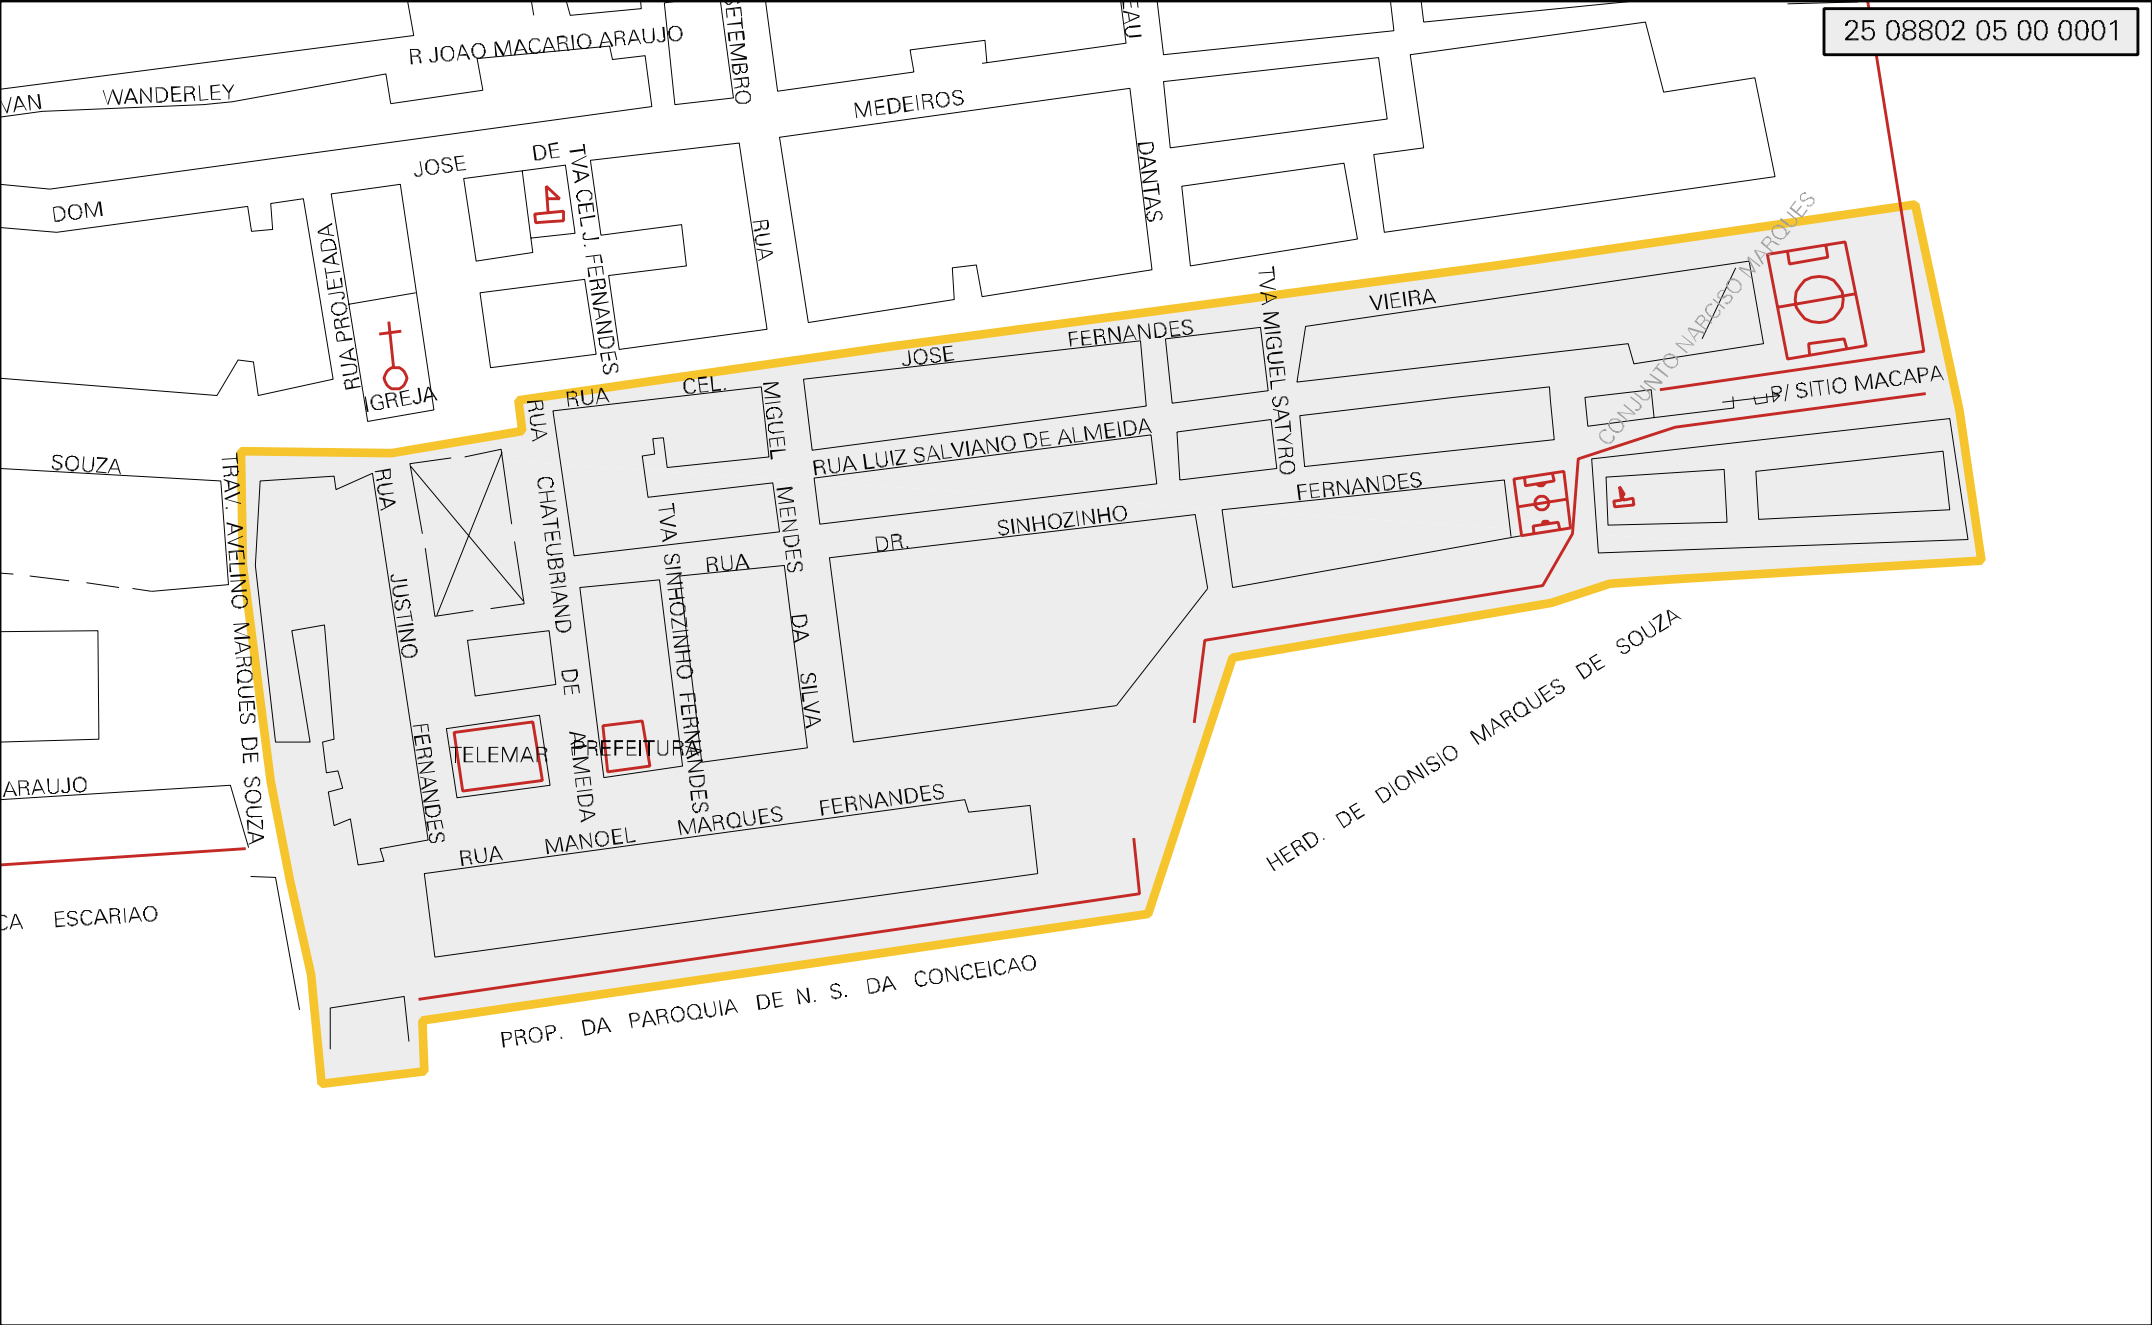 25 08802 05 00 0001
R JOAO MACARIO ARAUJO
SETEMBRO
EAU
VAN WANDERLEY
MEDEIROS
JOSE DE
DOM
TVA CEL J. FERNANDES
DANTAS
RUA
RUA PROJETADA
IGREJA
CONJUNTO NARCISO MARQUES
VIEIRA
TVA MIGUEL SATYRO
RUA CEL. JOSE FERNANDES
P/ SITIO MACAPA
RUA LUIZ SALVIANO DE ALMEIDA
SOUZA
TRAV. AVELINO MARQUES DE SOUZA
RUA JUSTINO FERNANDES
RUA CHATEUBRIAND DE ALMEIDA
MIGUEL MENDES DA SILVA
TVA SINHOZINHO FERNANDES
RUA DR. SINHOZINHO FERNANDES
TELEMAR
PREFEITURA
ARAUJO
RUA MANOEL MARQUES FERNANDES
CA ESCARIAO
HERD. DE DIONISIO MARQUES DE SOUZA
PROP. DA PAROQUIA DE N. S. DA CONCEICAO